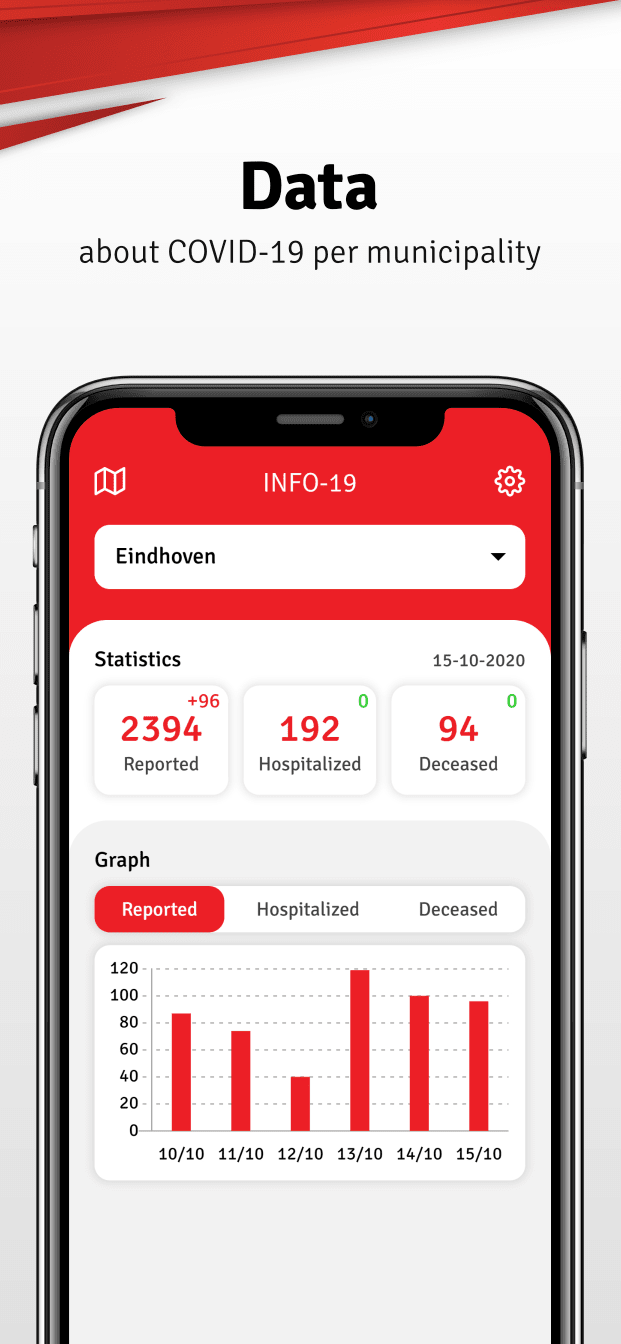 Data
about COVID-19 per municipality
INFO-19
Eindhoven
Statistics 15-10-2020
+96 0 0
2394 192 94
Reported Hospitalized Deceased
Graph
Reported Hospitalized Deceased
120
100
80
60
40
20
0
10/10 11/10 12/10 13/10 14/10 15/10